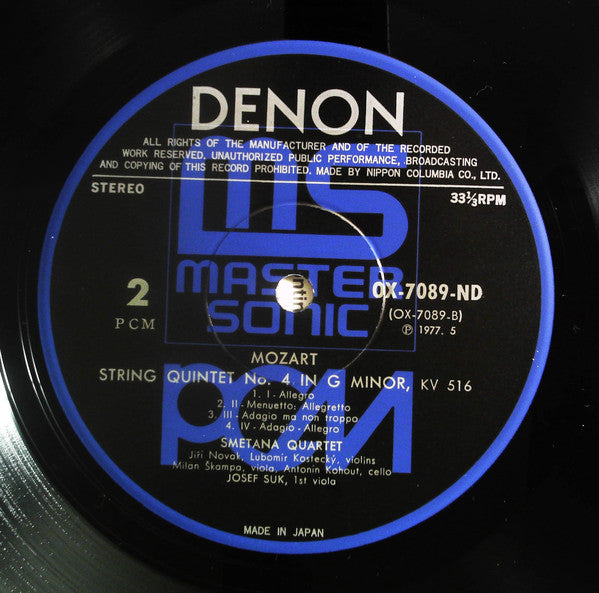 DENON
ALL RIGHTS OF THE MANUFACTURER AND OF THE RECORDED
WORK RESERVED. UNAUTHORIZED PUBLIC PERFORMANCE, BROADCASTING
AND COPYING OF THIS RECORD PROHIBITED. MADE BY NIPPON COLUMBIA CO., LTD.
STEREO
33⅓RPM
MS
MASTER
SONIC
PCM
2
PCM
OX-7089-ND
(OX-7089-B)
Ⓟ 1977. 5
MOZART
STRING QUINTET No. 4 IN G MINOR, KV 516
1. I - Allegro
2. II - Menuetto: Allegretto
3. III - Adagio ma non troppo
4. IV - Adagio - Allegro
SMETANA QUARTET
Jiří Novak, Lubomír Kostecký, violins
Milan Škampa, viola, Antonin Kohout, cello
JOSEF SUK, 1st viola
MADE IN JAPAN